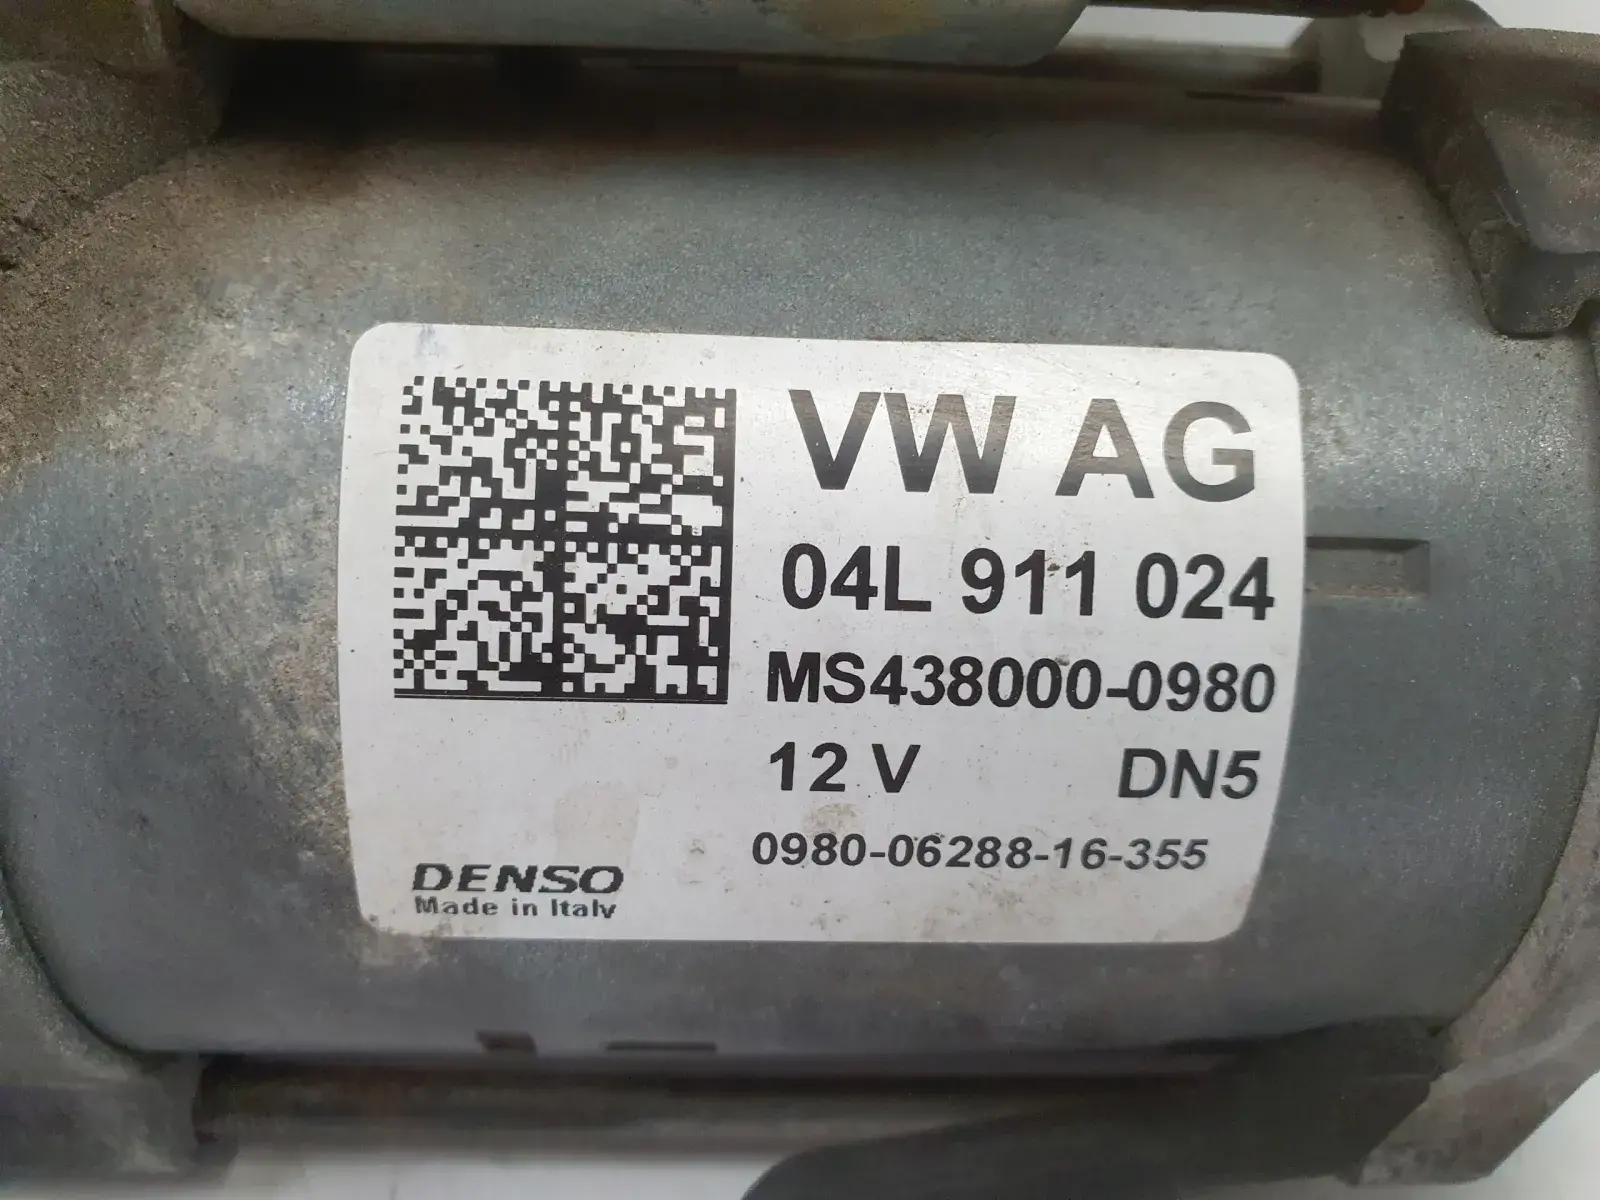 VW AG
04L 911 024
MS438000-0980
12 V DN5
0980-06288-16-355
DENSO
Made in Italy